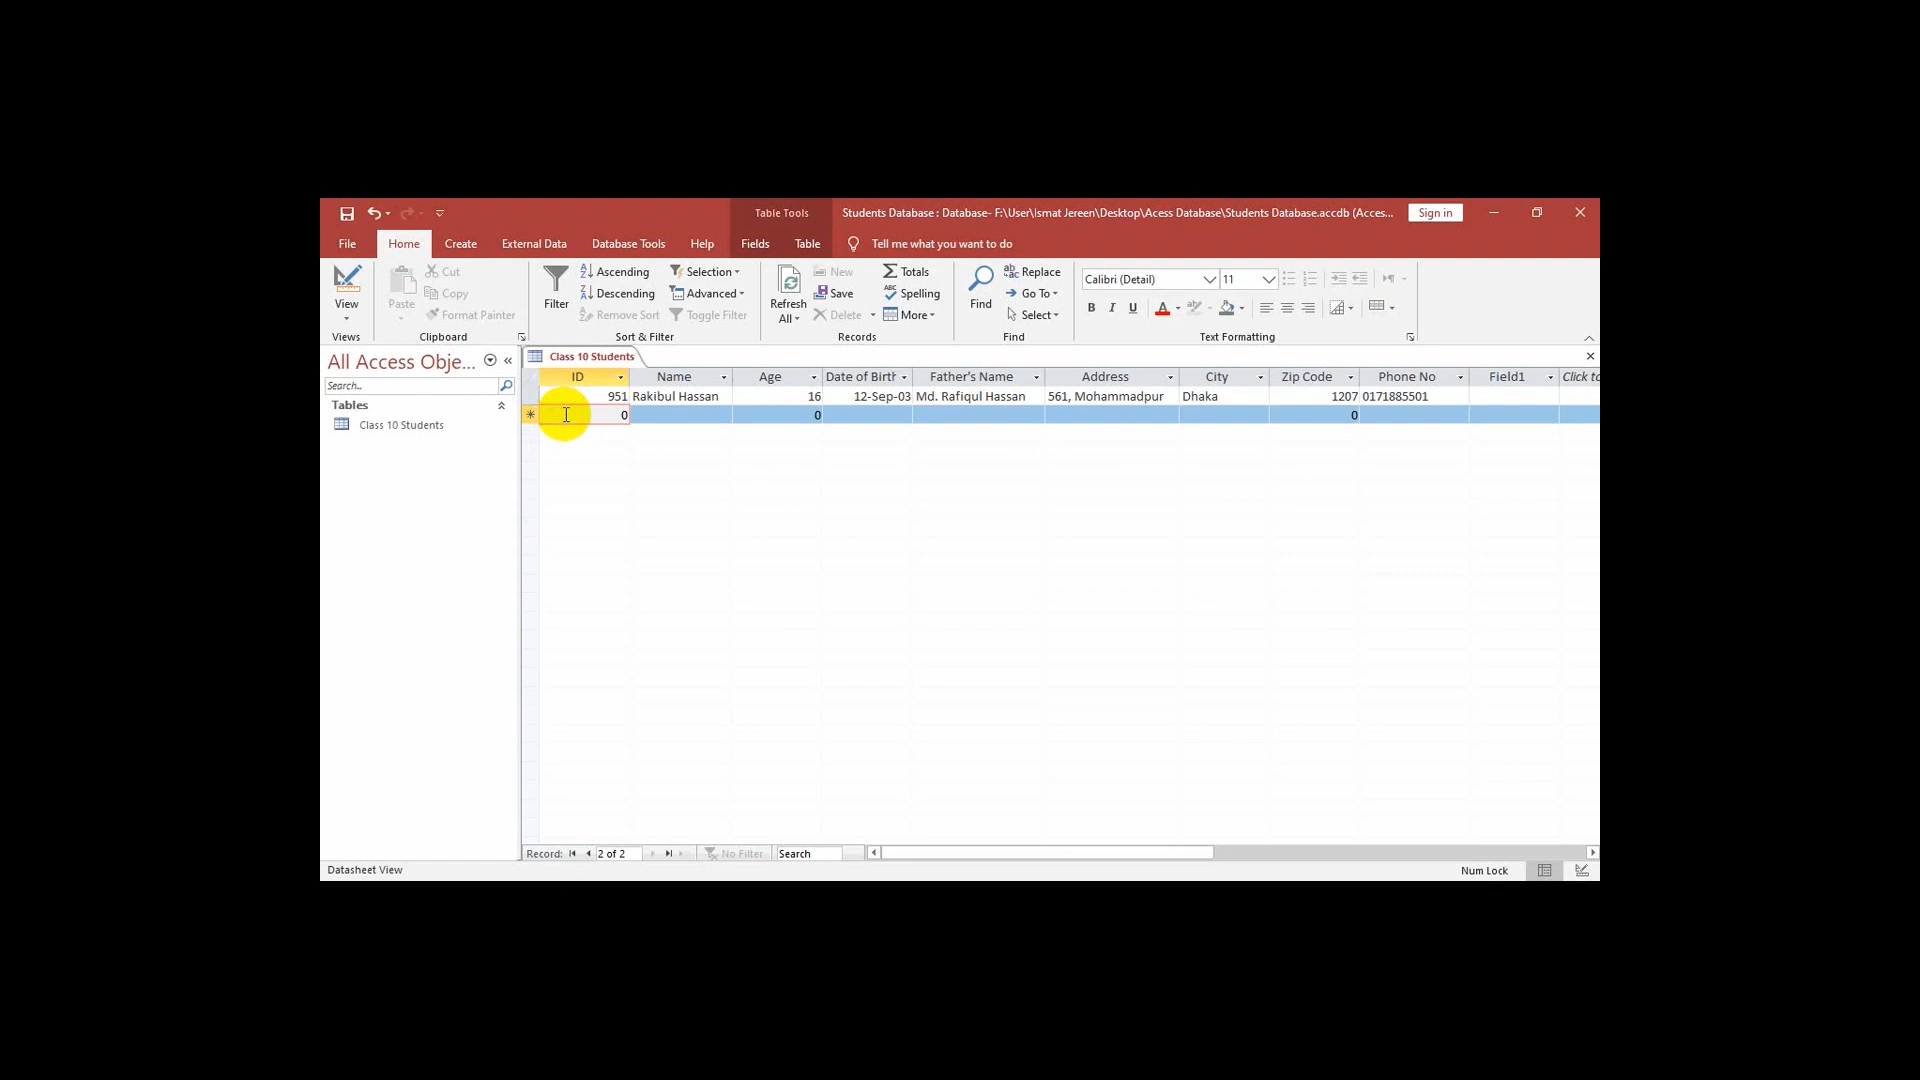 Table Tools
Students Database : Database- F:\User\Ismat Jereen\Desktop\Acess Database\Students Database.accdb (Acces...
Sign in
File Home Create External Data Database Tools Help Fields Table Tell me what you want to do
View
Views
Paste
Cut
Copy
Format Painter
Clipboard
Filter
Ascending
Descending
Remove Sort
Selection
Advanced
Toggle Filter
Sort & Filter
Refresh All
New
Save
Delete
Totals
Spelling
More
Records
Find
Replace
Go To
Select
Find
Calibri (Detail) 11
B I U A
Text Formatting
All Access Obje...
Search...
Tables
Class 10 Students
Class 10 Students
ID Name Age Date of Birth Father's Name Address City Zip Code Phone No Field1 Click to
951 Rakibul Hassan 16 12-Sep-03 Md. Rafiqul Hassan 561, Mohammadpur Dhaka 1207 0171885501
0 0 0
Record: 2 of 2 No Filter Search
Datasheet View
Num Lock